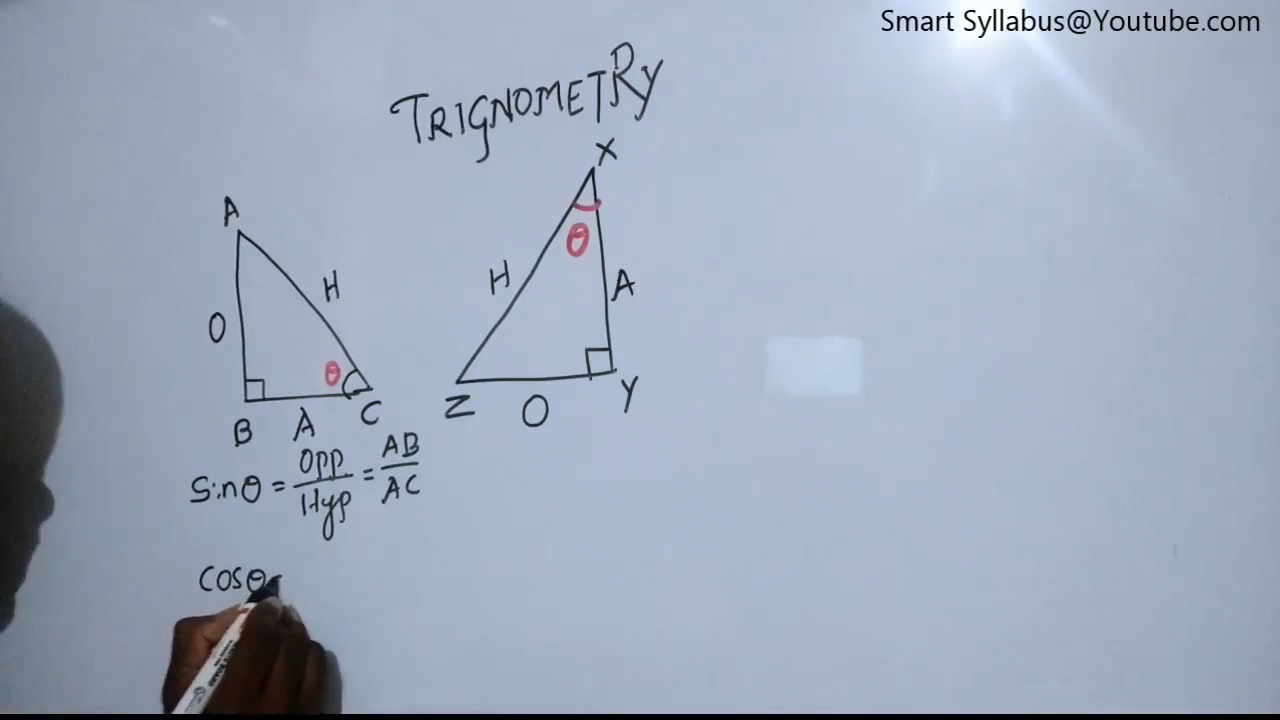 Smart Syllabus@Youtube.com
TRIGNOMETRY
X
A
H
H
θ
A
O
θ
B A C
Z O Y
Sinθ = Opp/Hyp = AB/AC
COSθ